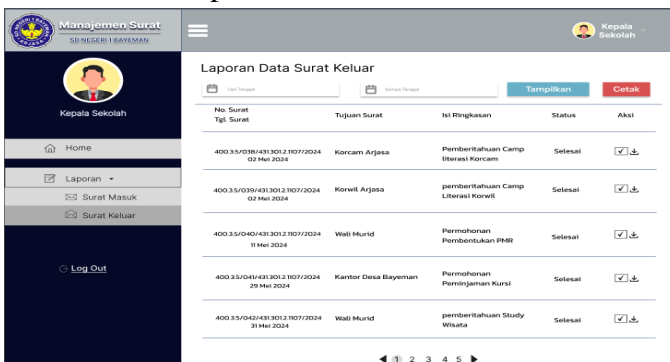 Manajemen Surat
SD NEGERI 1 BAYEMAN
Kepala
Sekolah
Kepala Sekolah
Home
Laporan
Surat Masuk
Surat Keluar
Log Out
Laporan Data Surat Keluar
Dari Tanggal
Sampai Tanggal
Tampilkan
Cetak
No. Surat
Tgl. Surat
Tujuan Surat
Isi Ringkasan
Status
Aksi
400.3.5/038/431.301.2.1107/2024
02 Mei 2024
Korcam Arjasa
Pemberitahuan Camp
literasi Korcam
Selesai
400.3.5/039/431.301.2.1107/2024
02 Mei 2024
Korwil Arjasa
pemberitahuan Camp
Literasi Korwil
Selesai
400.3.5/040/431.301.2.1107/2024
11 Mei 2024
Wali Murid
Permohonan
Pembentukan PMR
Selesai
400.3.5/041/431.301.2.1107/2024
29 Mei 2024
Kantor Desa Bayeman
Permohonan
Peminjaman Kursi
Selesai
400.3.5/042/431.301.2.1107/2024
31 Mei 2024
Wali Murid
pemberitahuan Study
Wisata
Selesai
1 2 3 4 5